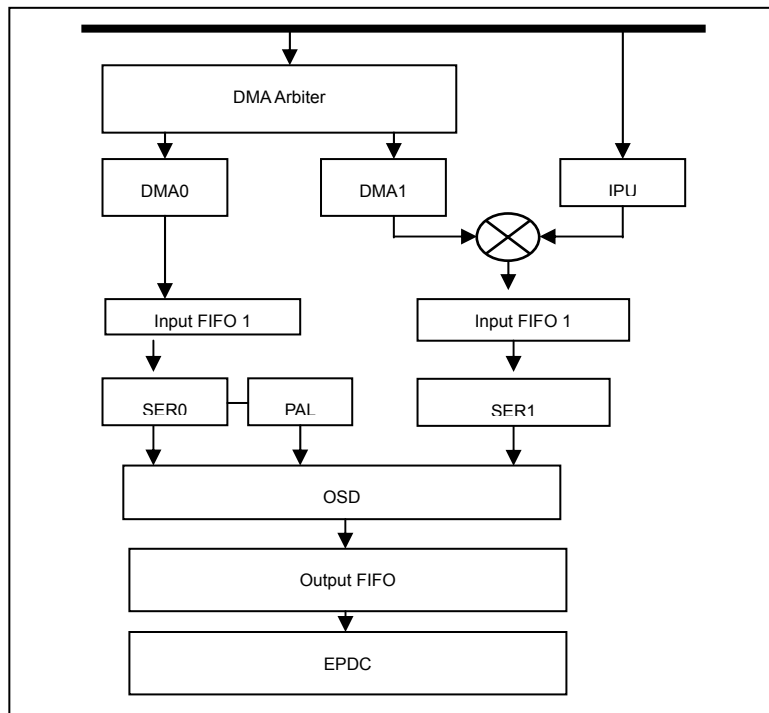 DMA Arbiter
DMA0
DMA1
IPU
Input FIFO 1
Input FIFO 1
SER0
PAL
SER1
OSD
Output FIFO
EPDC